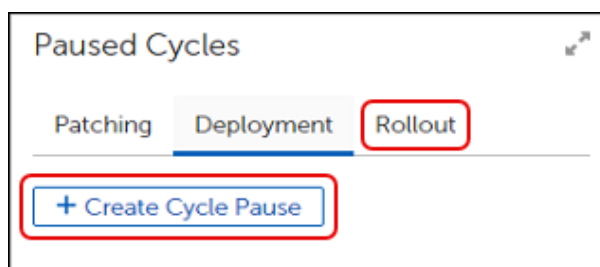 Paused Cycles
Patching Deployment Rollout
+ Create Cycle Pause